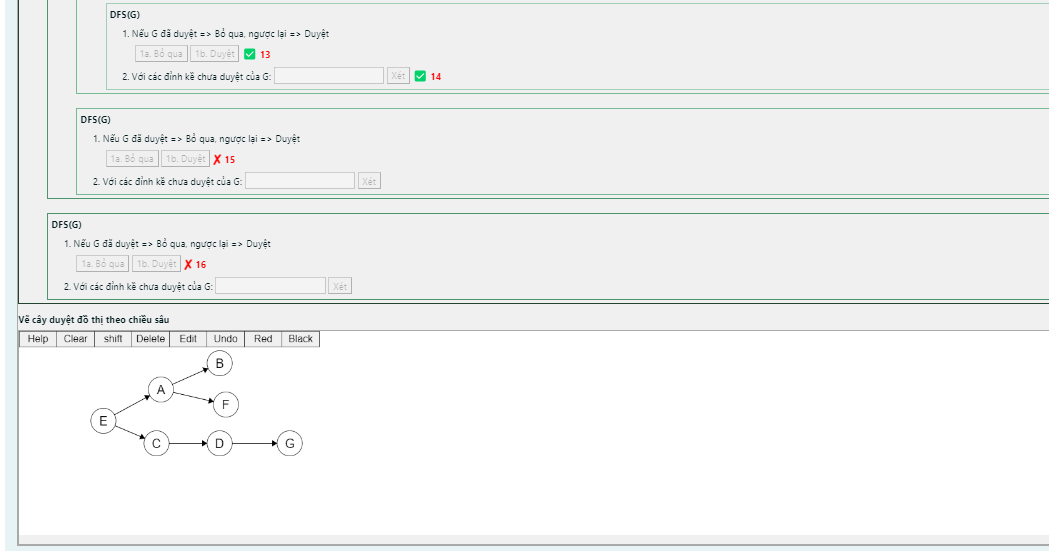 DFS(G)
1. Nếu G đã duyệt => Bỏ qua, ngược lại => Duyệt
1a. Bỏ qua 1b. Duyệt 13
2. Với các đỉnh kề chưa duyệt của G: Xét 14
DFS(G)
1. Nếu G đã duyệt => Bỏ qua, ngược lại => Duyệt
1a. Bỏ qua 1b. Duyệt ✗ 15
2. Với các đỉnh kề chưa duyệt của G: Xét
DFS(G)
1. Nếu G đã duyệt => Bỏ qua, ngược lại => Duyệt
1a. Bỏ qua 1b. Duyệt ✗ 16
2. Với các đỉnh kề chưa duyệt của G: Xét
Vẽ cây duyệt đồ thị theo chiều sâu
Help Clear shift Delete Edit Undo Red Black
B
A
F
E
C D G